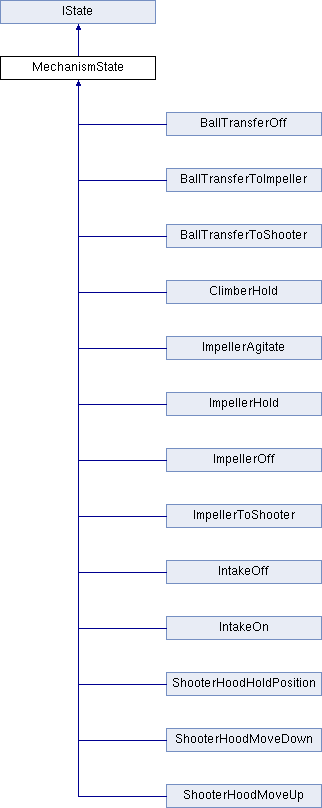 IState
MechanismState
BallTransferOff
BallTransferToImpeller
BallTransferToShooter
ClimberHold
ImpellerAgitate
ImpellerHold
ImpellerOff
ImpellerToShooter
IntakeOff
IntakeOn
ShooterHoodHoldPosition
ShooterHoodMoveDown
ShooterHoodMoveUp